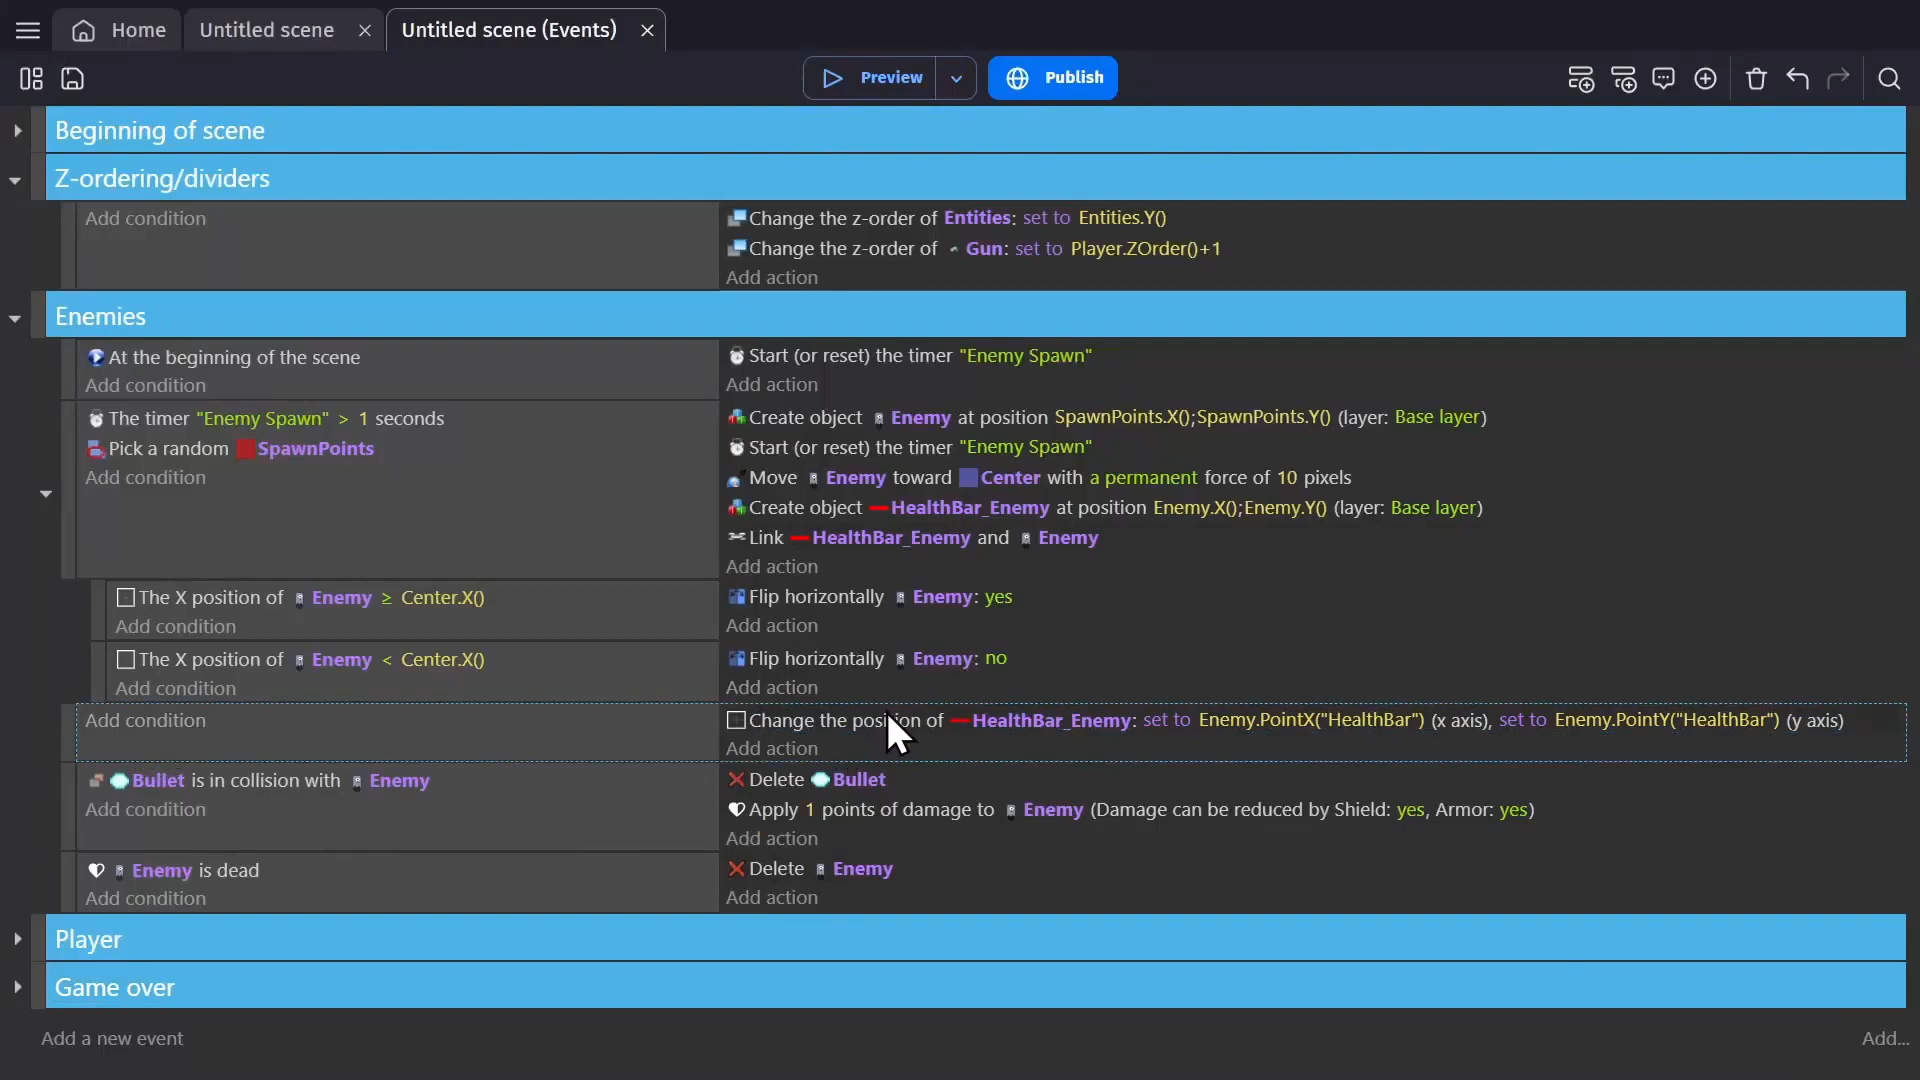 Home
Untitled scene
Untitled scene (Events)
Preview
Publish
Beginning of scene
Z-ordering/dividers
Add condition
Change the z-order of Entities: set to Entities.Y()
Change the z-order of Gun: set to Player.ZOrder()+1
Add action
Enemies
At the beginning of the scene
Add condition
Start (or reset) the timer "Enemy Spawn"
Add action
The timer "Enemy Spawn" > 1 seconds
Pick a random SpawnPoints
Add condition
Create object Enemy at position SpawnPoints.X();SpawnPoints.Y() (layer: Base layer)
Start (or reset) the timer "Enemy Spawn"
Move Enemy toward Center with a permanent force of 10 pixels
Create object HealthBar_Enemy at position Enemy.X();Enemy.Y() (layer: Base layer)
Link HealthBar_Enemy and Enemy
Add action
The X position of Enemy ≥ Center.X()
Add condition
Flip horizontally Enemy: yes
Add action
The X position of Enemy < Center.X()
Add condition
Flip horizontally Enemy: no
Add action
Add condition
Change the position of HealthBar_Enemy: set to Enemy.PointX("HealthBar") (x axis), set to Enemy.PointY("HealthBar") (y axis)
Add action
Bullet is in collision with Enemy
Add condition
Delete Bullet
Apply 1 points of damage to Enemy (Damage can be reduced by Shield: yes, Armor: yes)
Add action
Enemy is dead
Add condition
Delete Enemy
Add action
Player
Game over
Add a new event
Add...